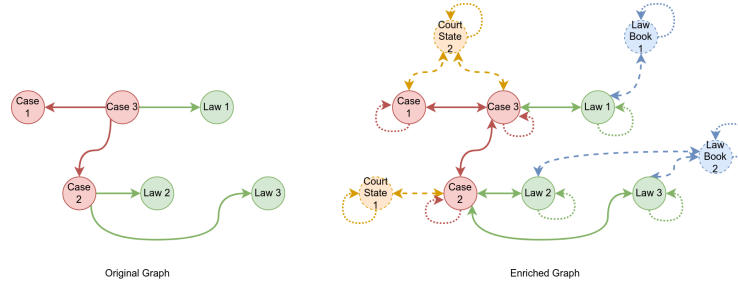 Court
State
2
Law
Book
1
Case
1
Case 3
Law 1
Case
1
Case 3
Law 1
Law
Book
2
Case
2
Law 2
Law 3
Court
State
1
Case
2
Law 2
Law 3
Original Graph
Enriched Graph